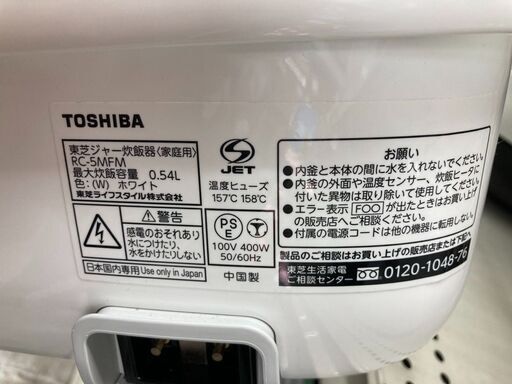 TOSHIBA
東芝ジャー炊飯器〈家庭用〉
RC-5MFM
最大炊飯容量 0.54L
色:(W) ホワイト
東芝ライフスタイル株式会社
S
JET
温度ヒューズ
157℃ 158℃
警告
感電のおそれあり
水につけたり、
水をかけたりしない
PS
E
100V 400W
50/60Hz
日本国内専用 Use only in Japan
中国製
お願い
•内釜と本体の間に水を入れないでください。
•内釜の外面や温度センサー、炊飯ヒータに
付いた異物は取り除いて使用してください。
•エラー表示 FOO が出たときはお買い上げ
の販売店へご相談ください。
•付属の電源コードは他の機器に転用しない。
製品のご相談はお買い上げの販売店または下記へ
東芝生活家電
ご相談センター
0120-1048-76